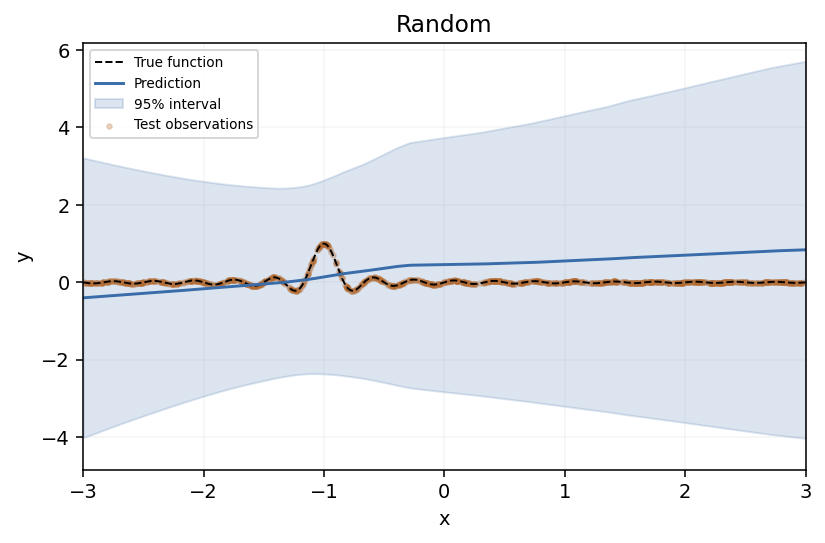 Random
6
4
2
0
−2
−4
y
True function
Prediction
95% interval
Test observations
−3 −2 −1 0 1 2 3
x